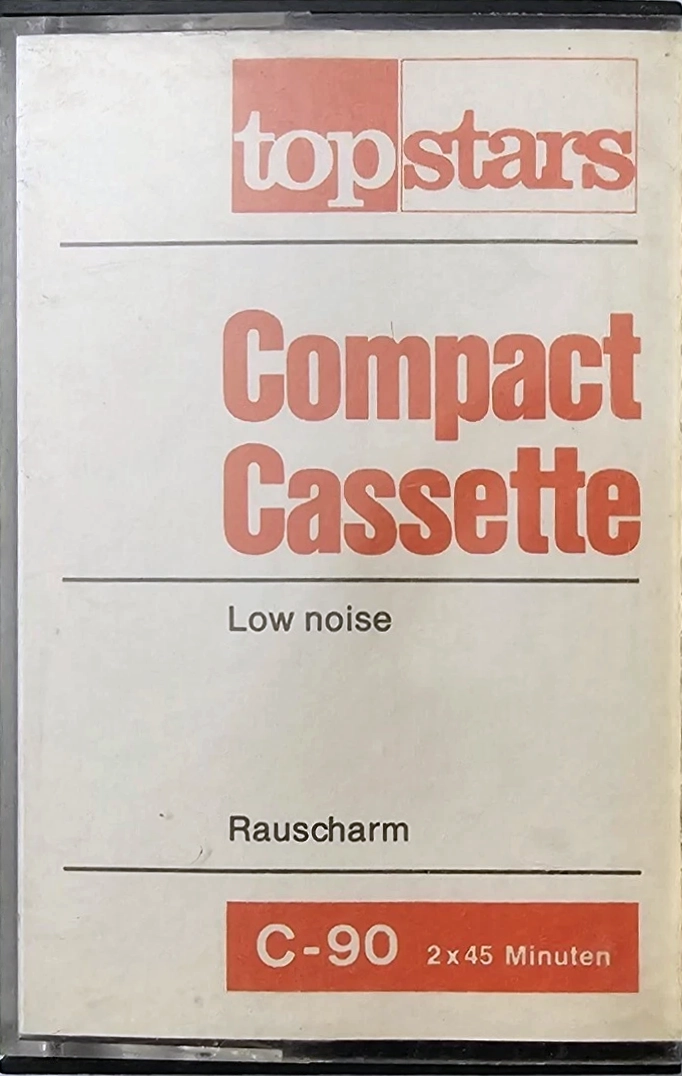 topstars
Compact
Cassette
Low noise
Rauscharm
C-90 2x45 Minuten